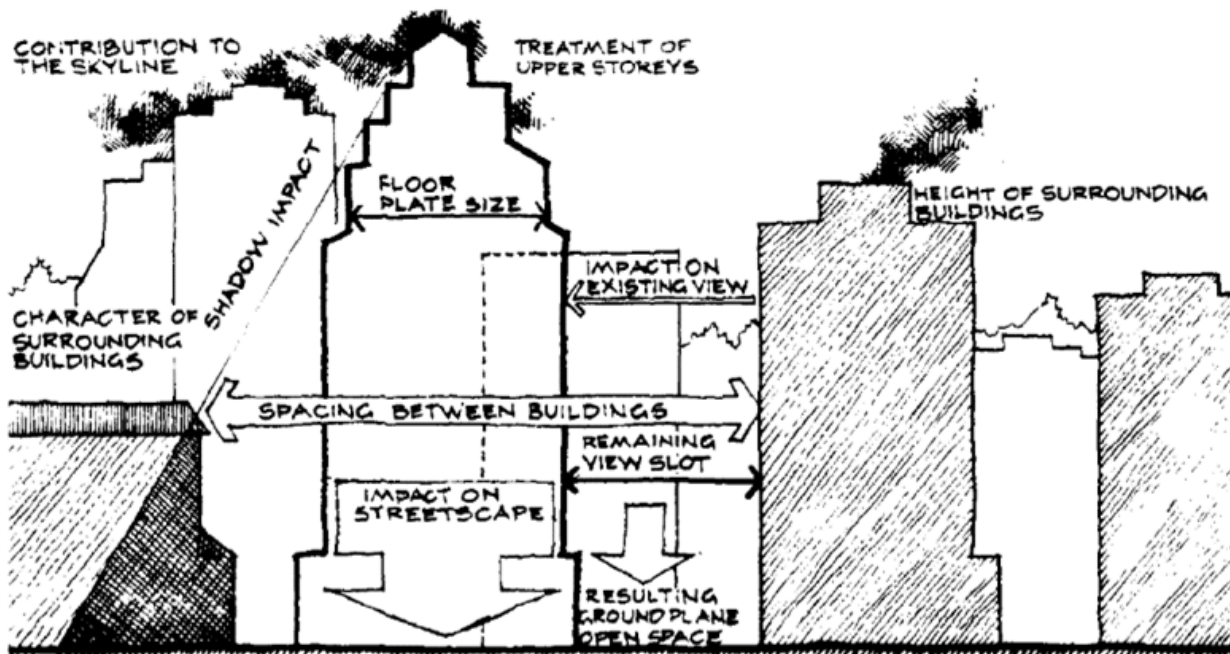 CONTRIBUTION TO
THE SKYLINE
TREATMENT OF
UPPER STOREYS
SHADOW IMPACT
FLOOR
PLATE SIZE
HEIGHT OF SURROUNDING
BUILDINGS
IMPACT ON
EXISTING VIEW
CHARACTER OF
SURROUNDING
BUILDINGS
SPACING BETWEEN BUILDINGS
REMAINING
VIEW SLOT
IMPACT ON
STREETSCAPE
RESULTING
GROUND PLANE
OPEN SPACE